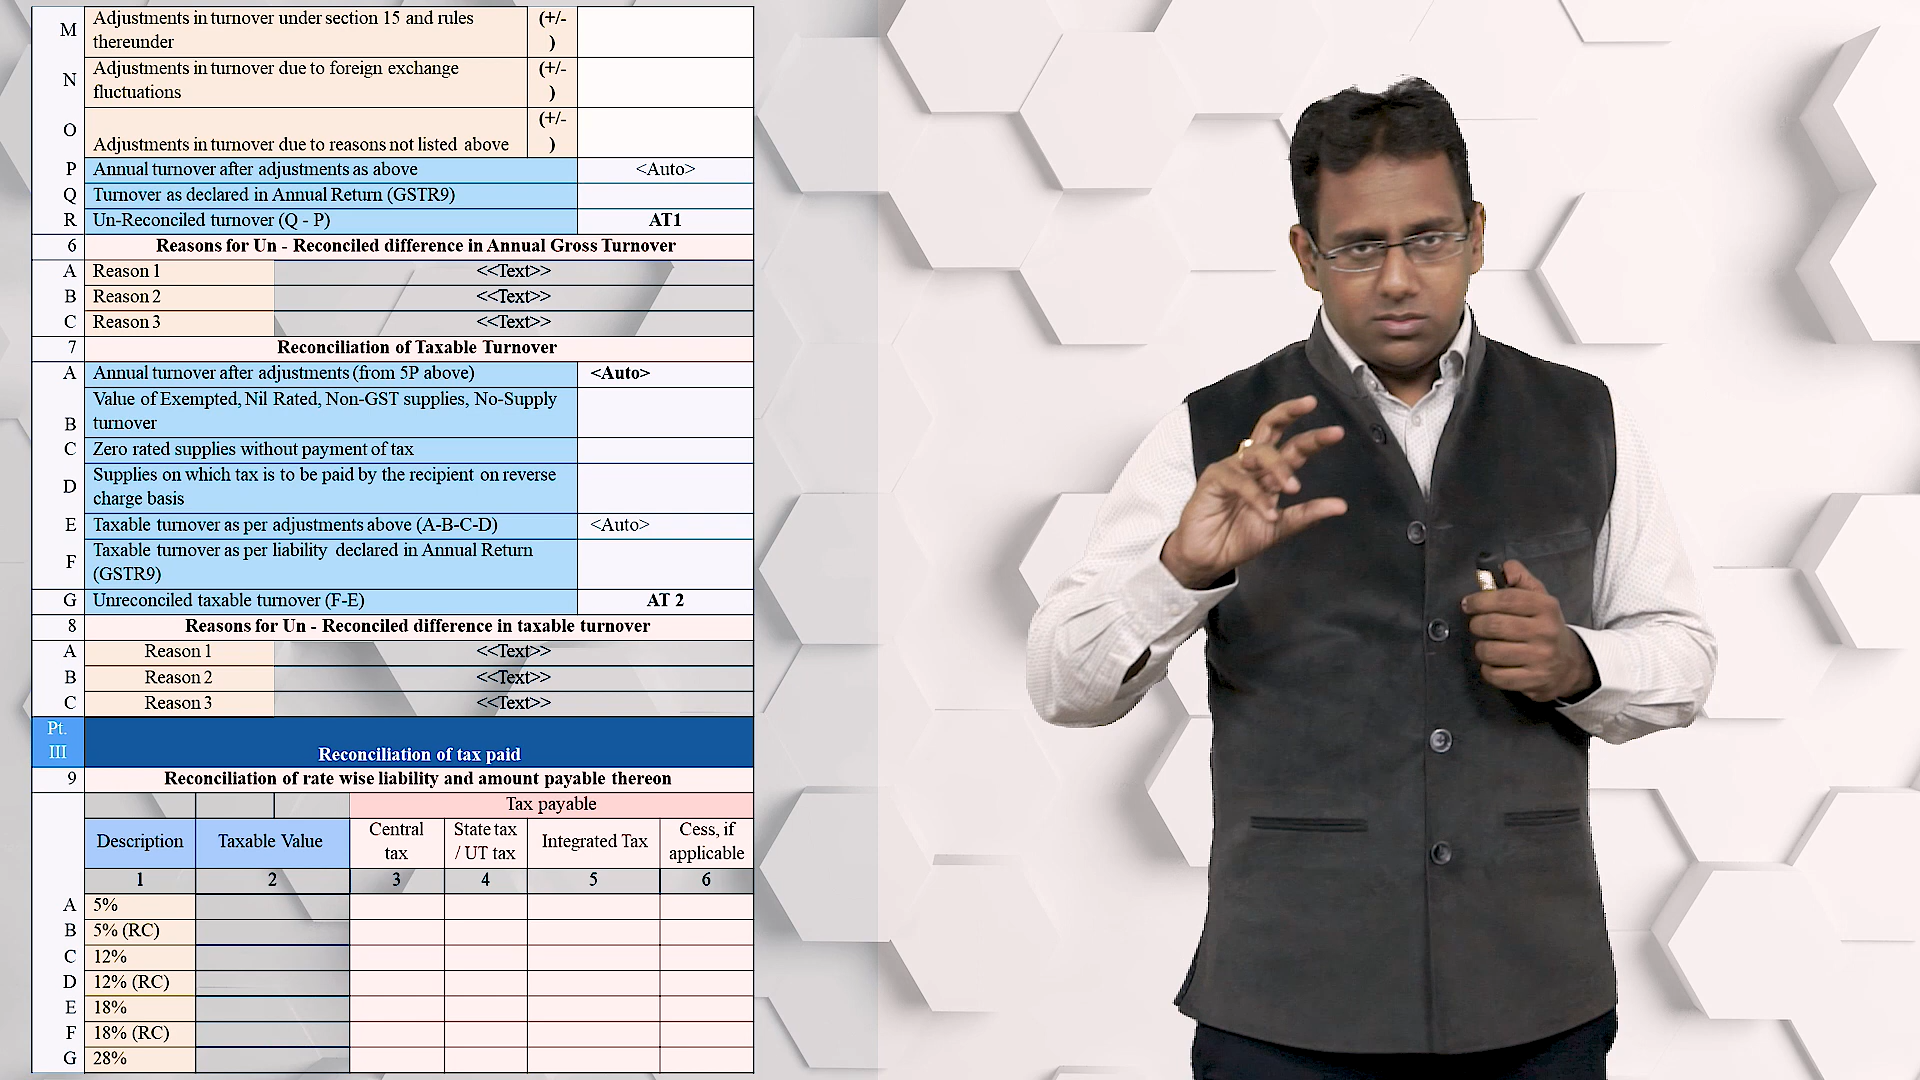 M Adjustments in turnover under section 15 and rules (+/-
thereunder )
N Adjustments in turnover due to foreign exchange (+/-
fluctuations )
O (+/-
Adjustments in turnover due to reasons not listed above )
P Annual turnover after adjustments as above <Auto>
Q Turnover as declared in Annual Return (GSTR9)
R Un-Reconciled turnover (Q - P) AT1
6 Reasons for Un - Reconciled difference in Annual Gross Turnover
A Reason 1 <<Text>>
B Reason 2 <<Text>>
C Reason 3 <<Text>>
7 Reconciliation of Taxable Turnover
A Annual turnover after adjustments (from 5P above) <Auto>
Value of Exempted, Nil Rated, Non-GST supplies, No-Supply
B turnover
C Zero rated supplies without payment of tax
D Supplies on which tax is to be paid by the recipient on reverse
charge basis
E Taxable turnover as per adjustments above (A-B-C-D) <Auto>
F Taxable turnover as per liability declared in Annual Return
(GSTR9)
G Unreconciled taxable turnover (F-E) AT 2
8 Reasons for Un - Reconciled difference in taxable turnover
A Reason 1 <<Text>>
B Reason 2 <<Text>>
C Reason 3 <<Text>>
Pt.
III Reconciliation of tax paid
9 Reconciliation of rate wise liability and amount payable thereon
Tax payable
Description Taxable Value Central tax State tax / UT tax Integrated Tax Cess, if applicable
1 2 3 4 5 6
A 5%
B 5% (RC)
C 12%
D 12% (RC)
E 18%
F 18% (RC)
G 28%